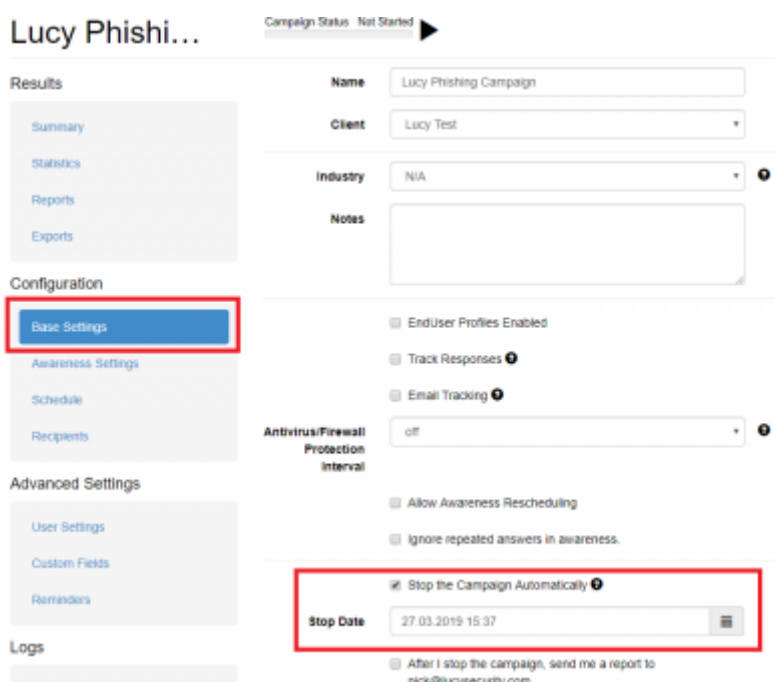 Lucy Phishi...
Campaign Status Not Started
Results
Summary
Statistics
Reports
Exports
Configuration
Base Settings
Awareness Settings
Schedule
Recipients
Advanced Settings
User Settings
Custom Fields
Reminders
Logs
Name Lucy Phishing Campaign
Client Lucy Test
Industry N/A
Notes
EndUser Profiles Enabled
Track Responses
Email Tracking
Antivirus/Firewall
Protection
Interval
off
Allow Awareness Rescheduling
Ignore repeated answers in awareness.
Stop the Campaign Automatically
Stop Date 27.03.2019 15:37
After I stop the campaign, send me a report to
nick@lucysecurity.com